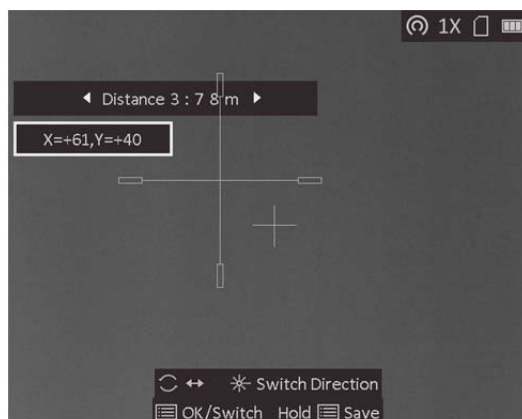 1X
Distance 3 : 7 8 m
X=+61,Y=+40
Switch Direction
OK/Switch Hold Save